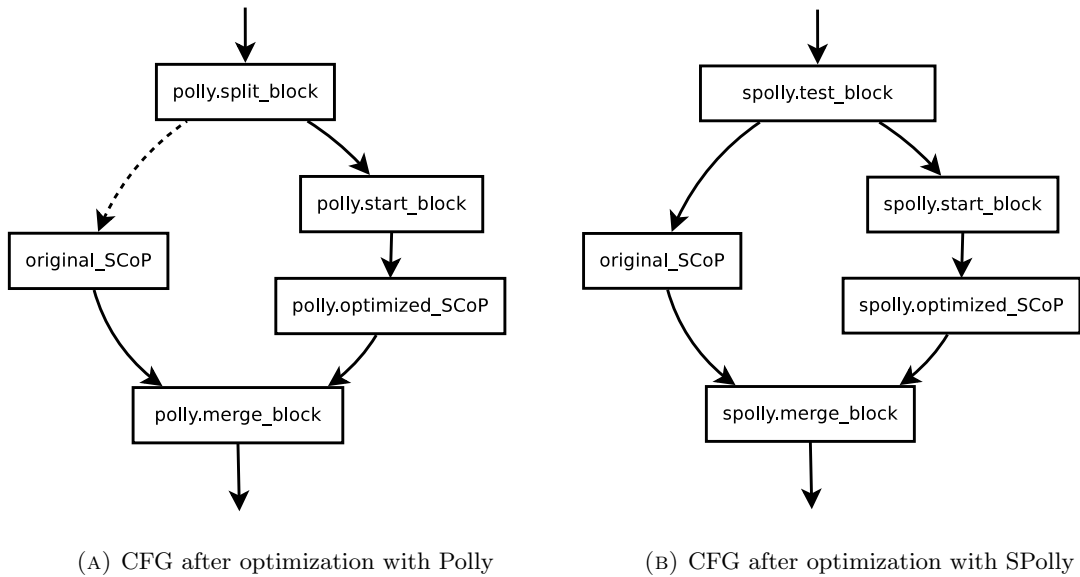 polly.split_block
polly.start_block
original_SCoP
polly.optimized_SCoP
polly.merge_block
(A) CFG after optimization with Polly
spolly.test_block
spolly.start_block
original_SCoP
spolly.optimized_SCoP
spolly.merge_block
(B) CFG after optimization with SPolly